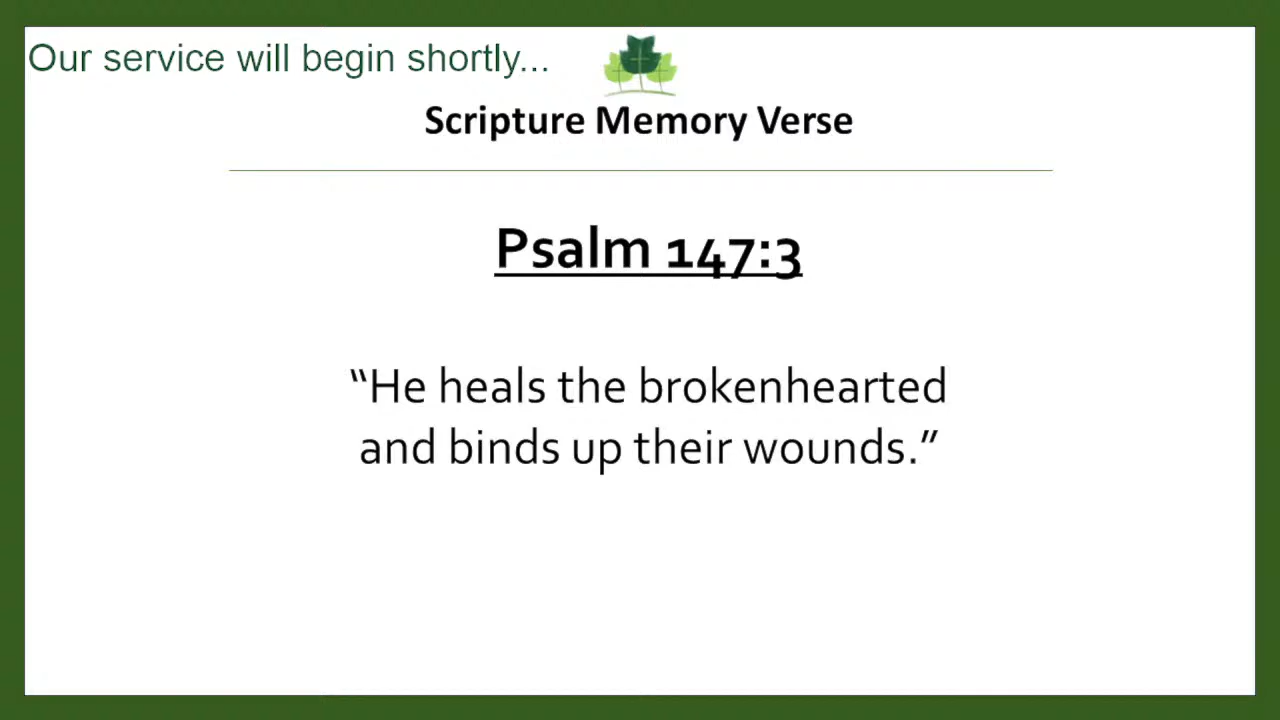 Our service will begin shortly...
Scripture Memory Verse
Psalm 147:3
“He heals the brokenhearted
and binds up their wounds.”